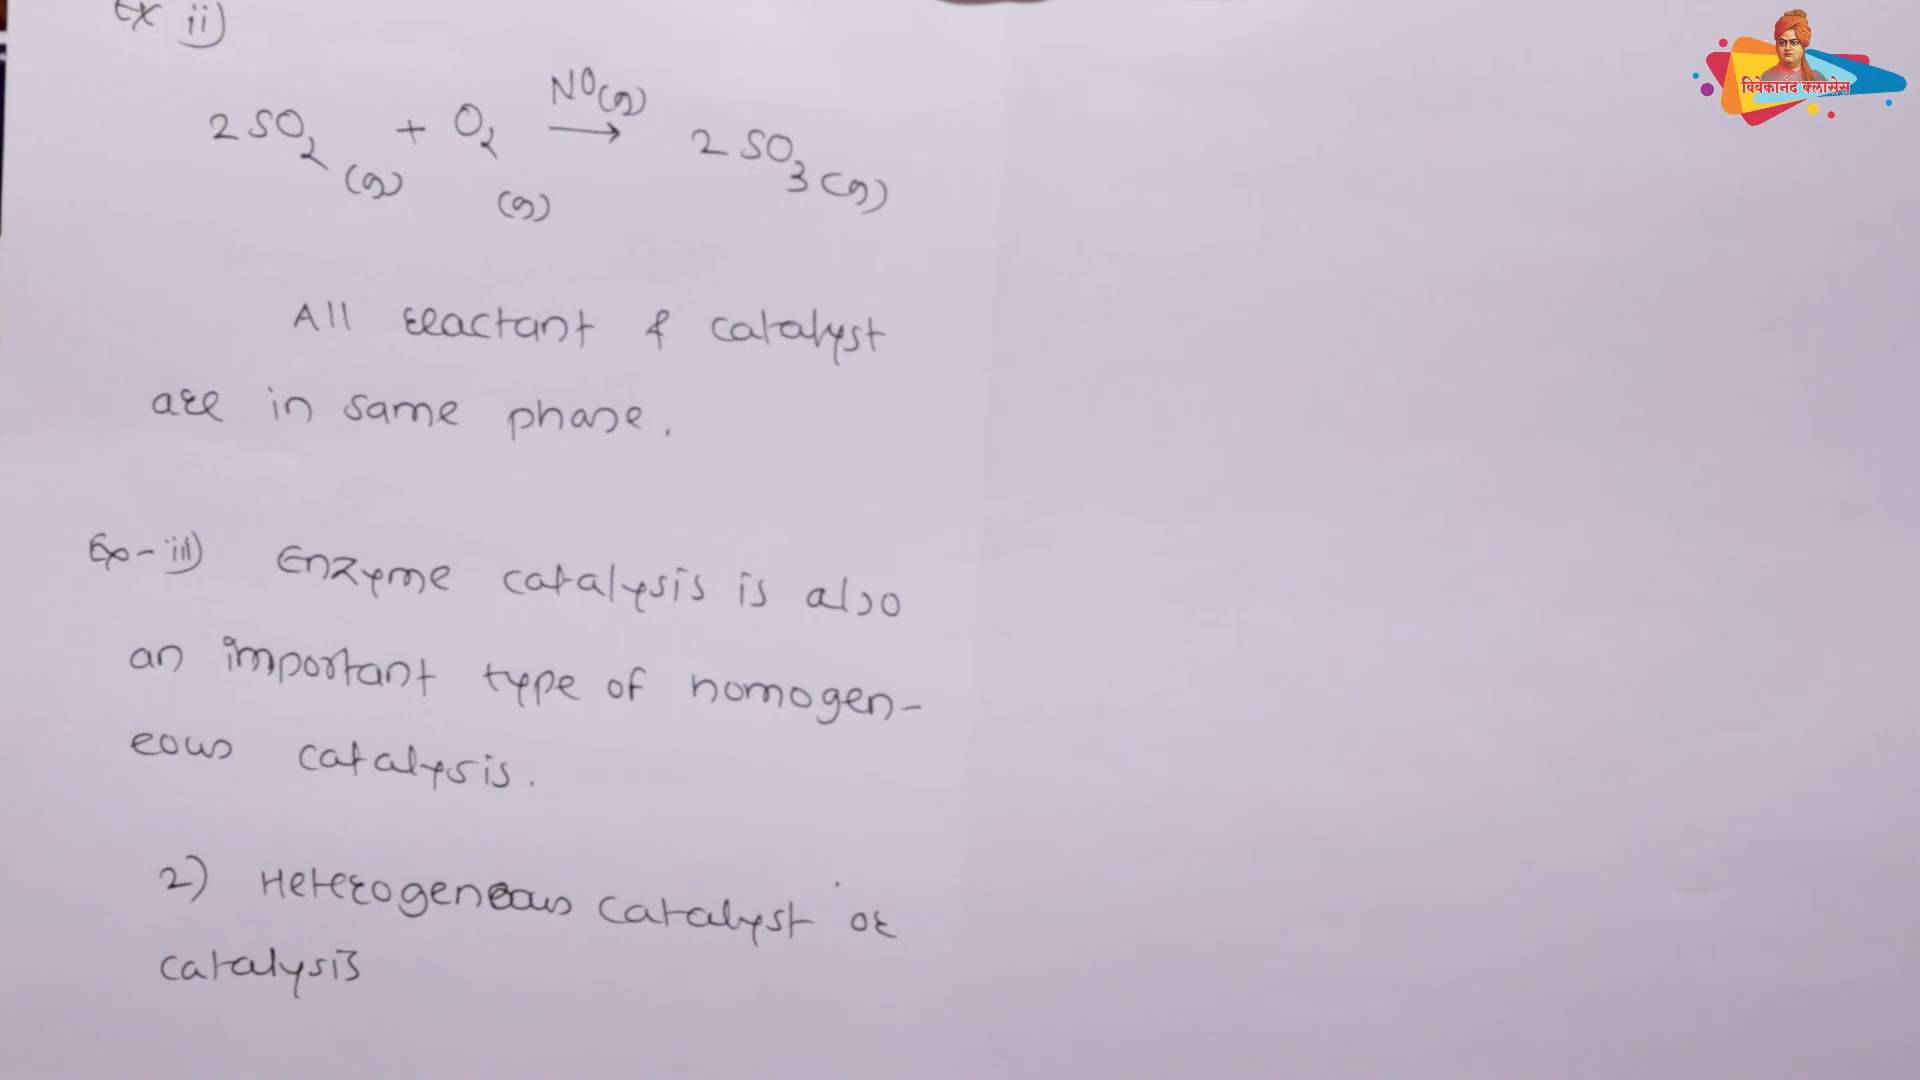 Ex ii)
2SO2(g) + O2(g) NO(g) → 2SO3(g)
All reactant & catalyst
are in same phase.
Ex-iii) Enzyme catalysis is also
an important type of homogen-
eous catalysis.
2) Heterogeneous catalyst or
catalysis
विवेकानंद क्लासेस